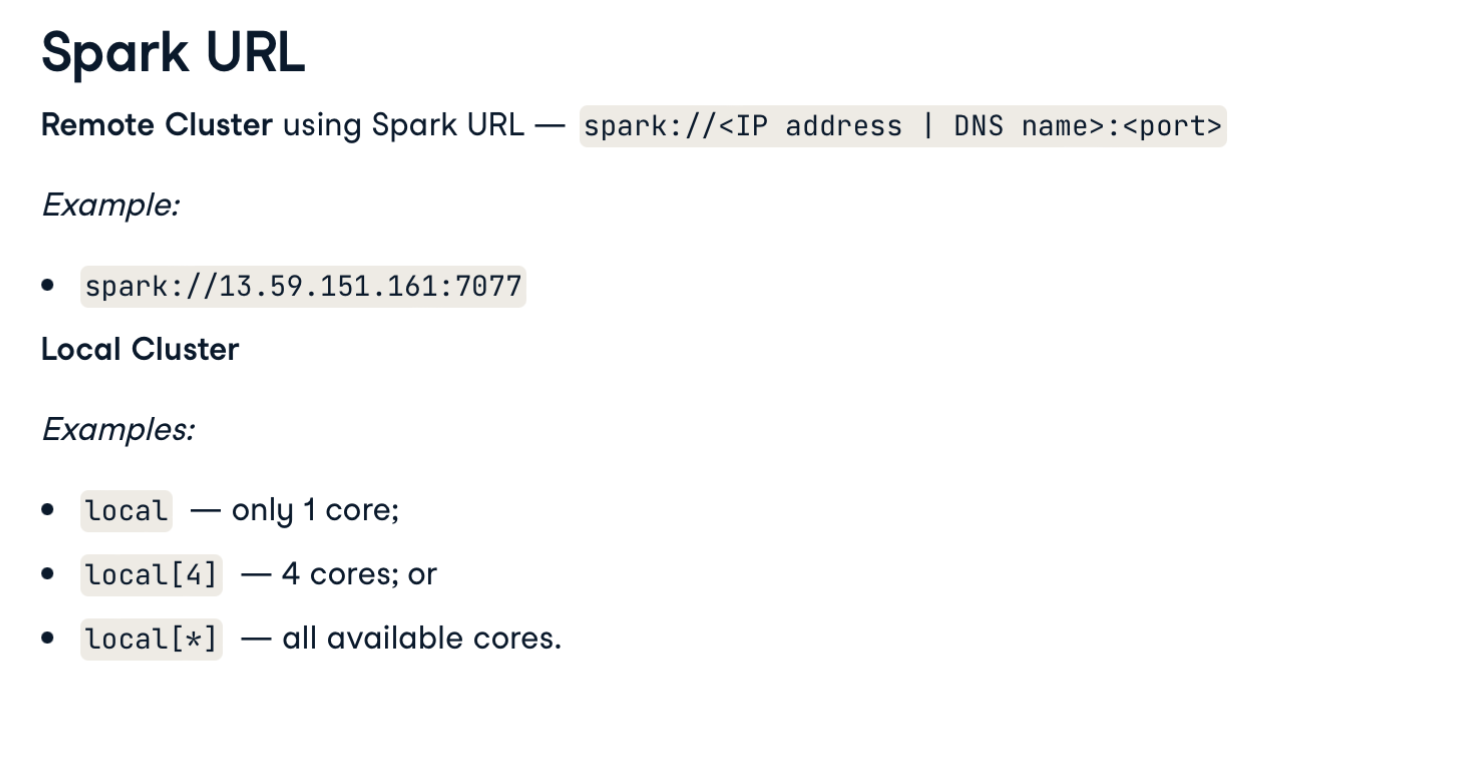 Spark URL
Remote Cluster using Spark URL — spark://<IP address | DNS name>:<port>
Example:
• spark://13.59.151.161:7077
Local Cluster
Examples:
• local — only 1 core;
• local[4] — 4 cores; or
• local[*] — all available cores.